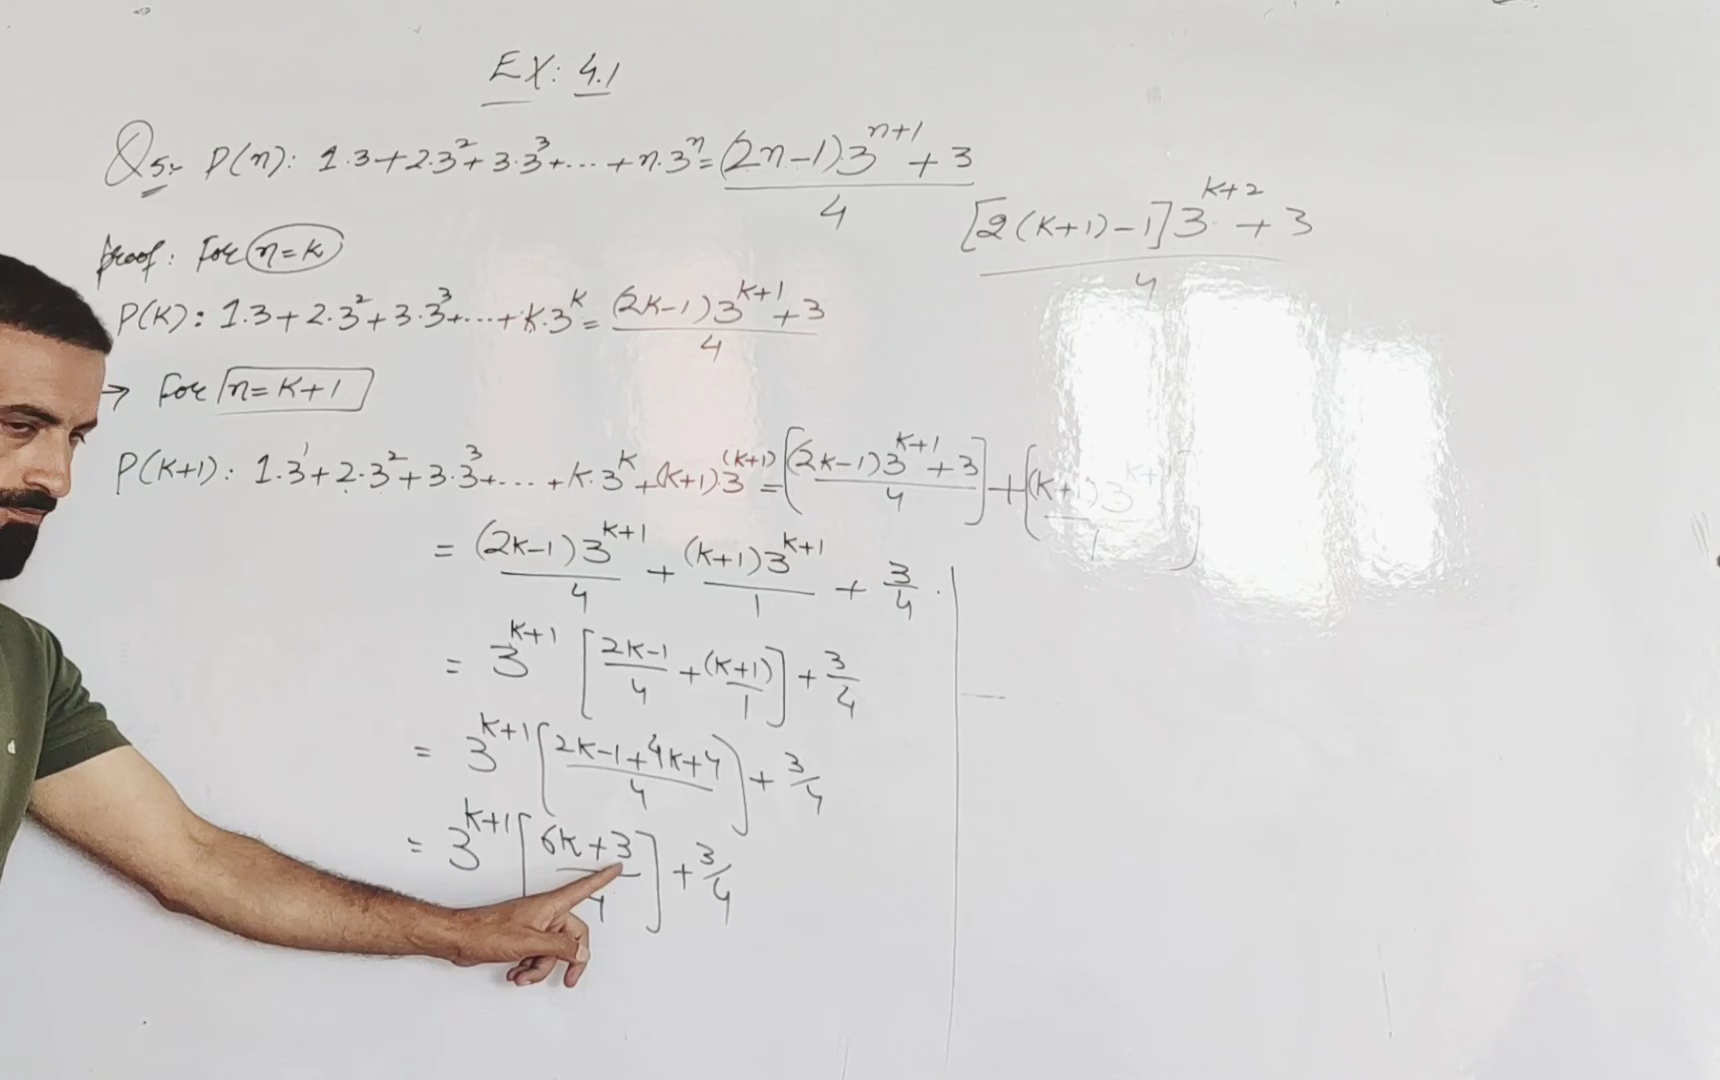 EX: 4.1
Q5:- P(n): 1.3+2.3²+3.3³+...+n.3ⁿ = (2n-1).3ⁿ⁺¹+3 / 4
[2(k+1)-1]3ᵏ⁺²+3 / 4
Proof: For n=k
P(k): 1.3+2.3²+3.3³+...+k.3ᵏ = (2k-1)3ᵏ⁺¹+3 / 4
→ For n=k+1
P(k+1): 1.3¹+2.3²+3.3³+...+k.3ᵏ+(k+1).3⁽ᵏ⁺¹⁾ = [(2k-1)3ᵏ⁺¹+3 / 4] + [(k+1)3ᵏ⁺¹ / 1]
= (2k-1)3ᵏ⁺¹ / 4 + (k+1)3ᵏ⁺¹ / 1 + 3/4 .
= 3ᵏ⁺¹ [2k-1 / 4 + (k+1) / 1] + 3/4
= 3ᵏ⁺¹ [2k-1+4k+4 / 4] + 3/4
= 3ᵏ⁺¹ [6k+3 / 4] + 3/4